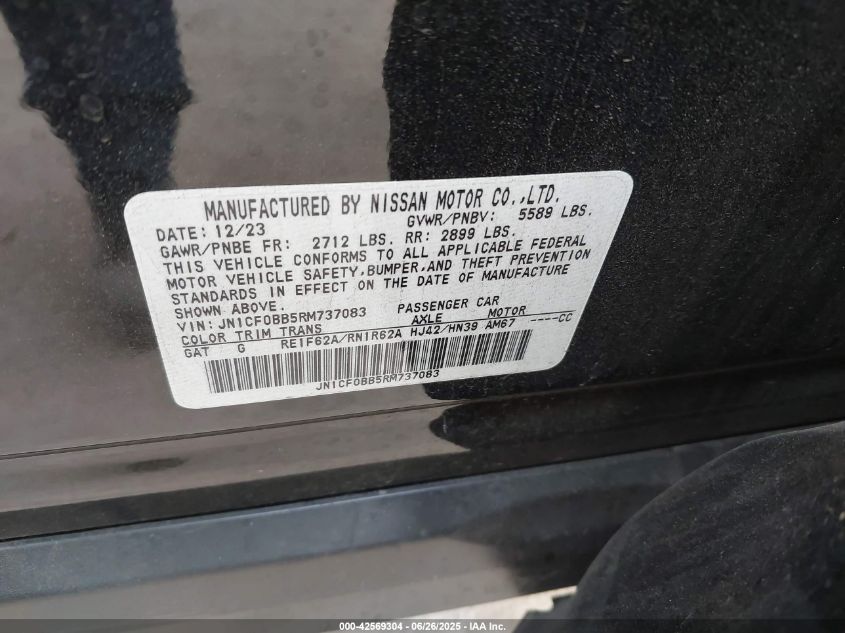 MANUFACTURED BY NISSAN MOTOR CO.,LTD.
DATE: 12/23 GVWR/PNBV: 5589 LBS.
GAWR/PNBE FR: 2712 LBS. RR: 2899 LBS.
THIS VEHICLE CONFORMS TO ALL APPLICABLE FEDERAL
MOTOR VEHICLE SAFETY,BUMPER,AND THEFT PREVENTION
STANDARDS IN EFFECT ON THE DATE OF MANUFACTURE
SHOWN ABOVE.
VIN: JN1CF0BB5RM737083 PASSENGER CAR
COLOR TRIM TRANS AXLE MOTOR
GAT G RE1F62A/RN1R62A HJ42/HN39 AM67 ----CC
JN1CF0BB5RM737083
000-42569304 | 06/26/2025 - IAA Inc.